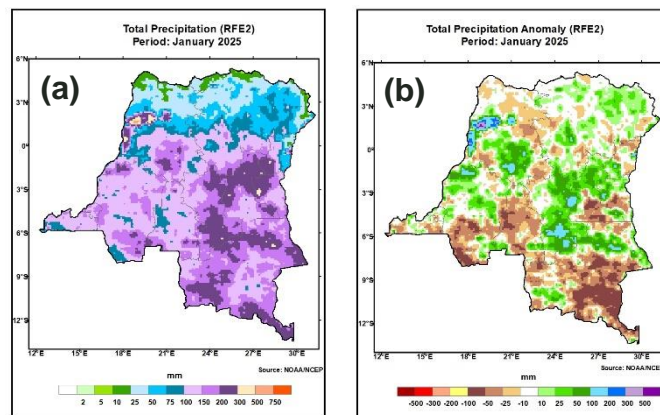 Total Precipitation (RFE2)
Period: January 2025
(a)
6°N
3°N
0°
3°S
6°S
9°S
12°S
12°E 15°E 18°E 21°E 24°E 27°E 30°E
Source: NOAA/NCEP
mm
2 5 10 25 50 75 100 150 200 300 500 750
Total Precipitation Anomaly (RFE2)
Period: January 2025
(b)
6°N
3°N
0°
3°S
6°S
9°S
12°S
12°E 15°E 18°E 21°E 24°E 27°E 30°E
Source: NOAA/NCEP
mm
-500 -300 -200 -100 -50 -25 -10 10 25 50 100 200 300 500